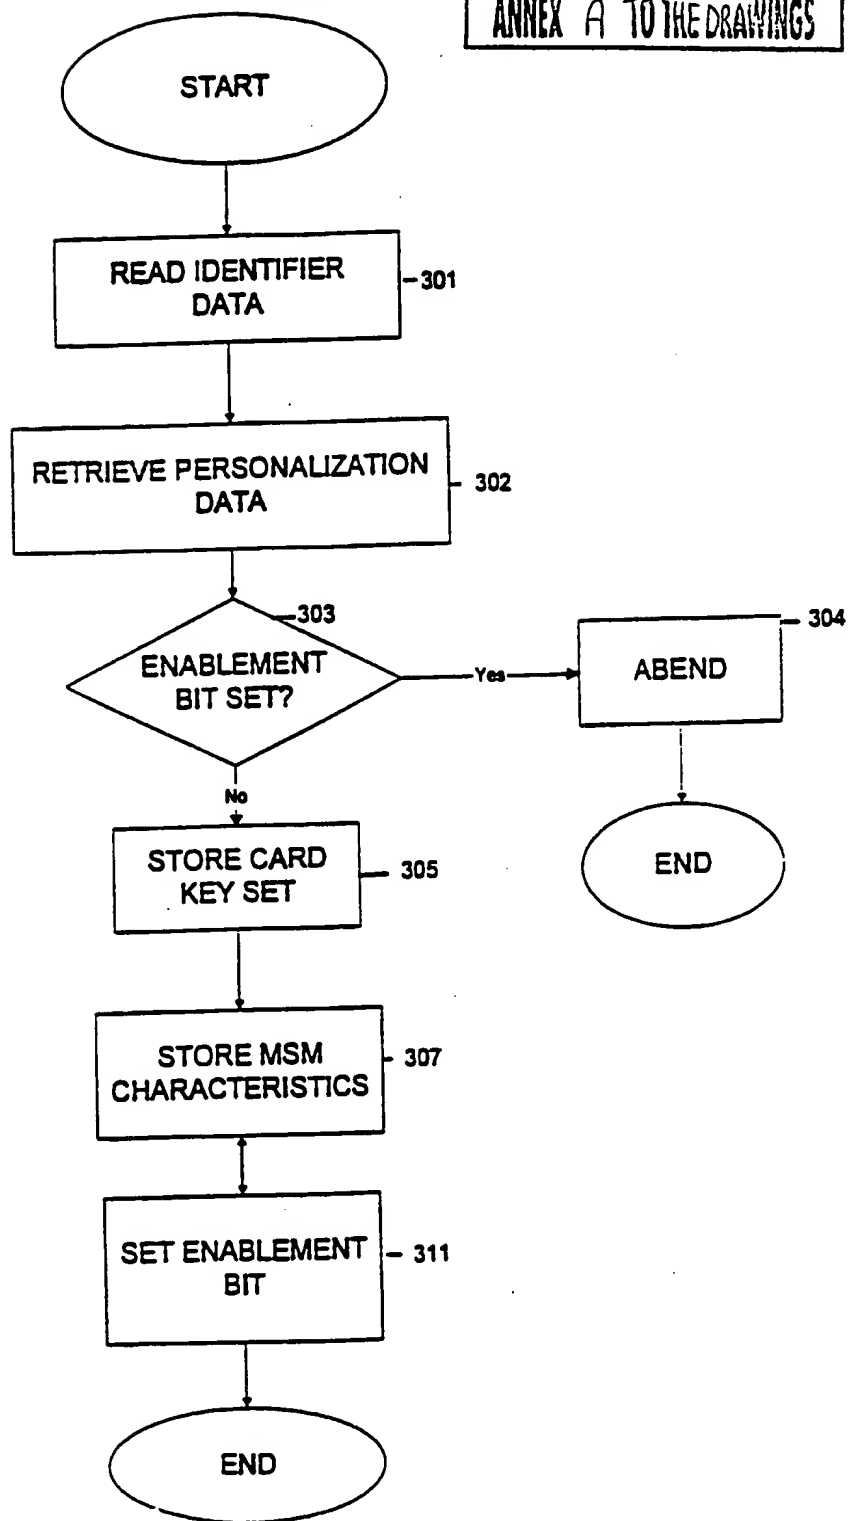 ANNEX A TO THE DRAWINGS
START
READ IDENTIFIER
DATA
301
RETRIEVE PERSONALIZATION
DATA
302
303
ENABLEMENT
BIT SET?
Yes
304
ABEND
No
END
STORE CARD
KEY SET
305
STORE MSM
CHARACTERISTICS
307
SET ENABLEMENT
BIT
311
END